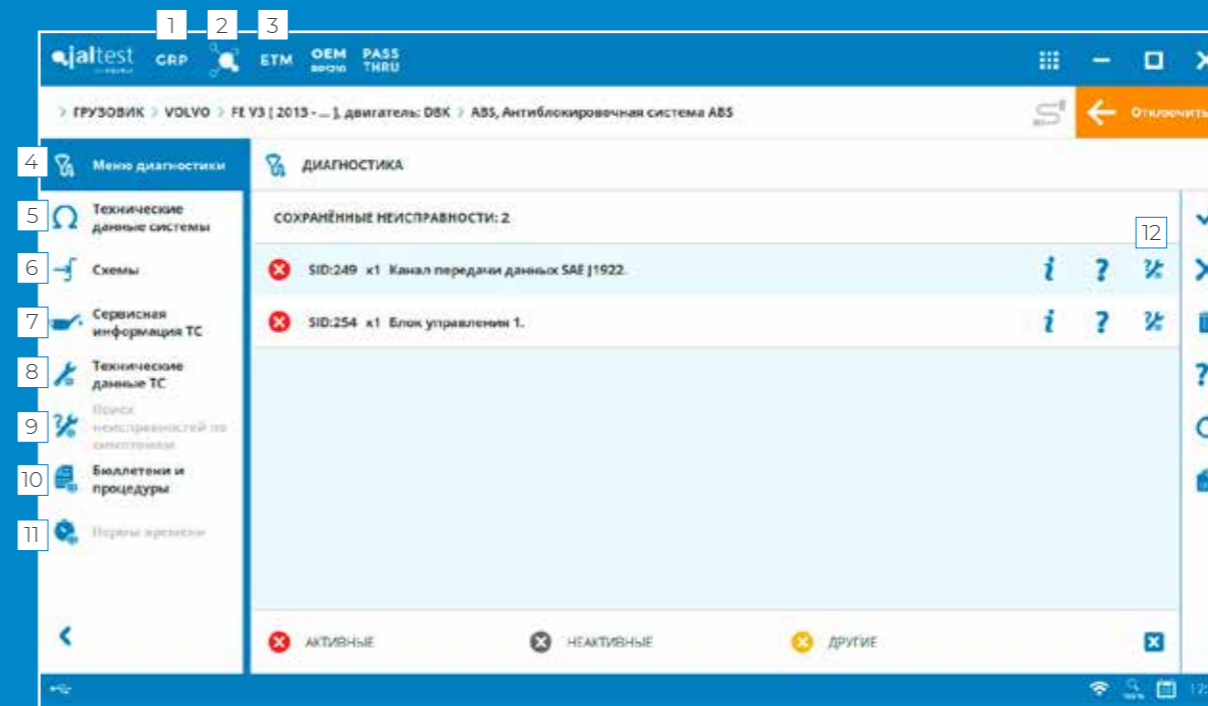 1 2 3
jaltest GRP ETM OEM PASS THRU
> ГРУЗОВИК > VOLVO > FE V3 [ 2013 - ... ], двигатель: D8K > ABS, Антиблокировочная система ABS
Отключить
4 Меню диагностики
ДИАГНОСТИКА
5 Технические
данные системы
СОХРАНЁННЫЕ НЕИСПРАВНОСТИ: 2
12
6 Схемы
SID:249 x1 Канал передачи данных SAE J1922.
i ?
7 Сервисная
информация ТС
SID:254 x1 Блок управления 1.
i ?
8 Технические
данные ТС
?
9 Поиск
неисправностей по
симптомам
10 Бюллетени и
процедуры
11 Нормы времени
АКТИВНЫЕ НЕАКТИВНЫЕ ДРУГИЕ